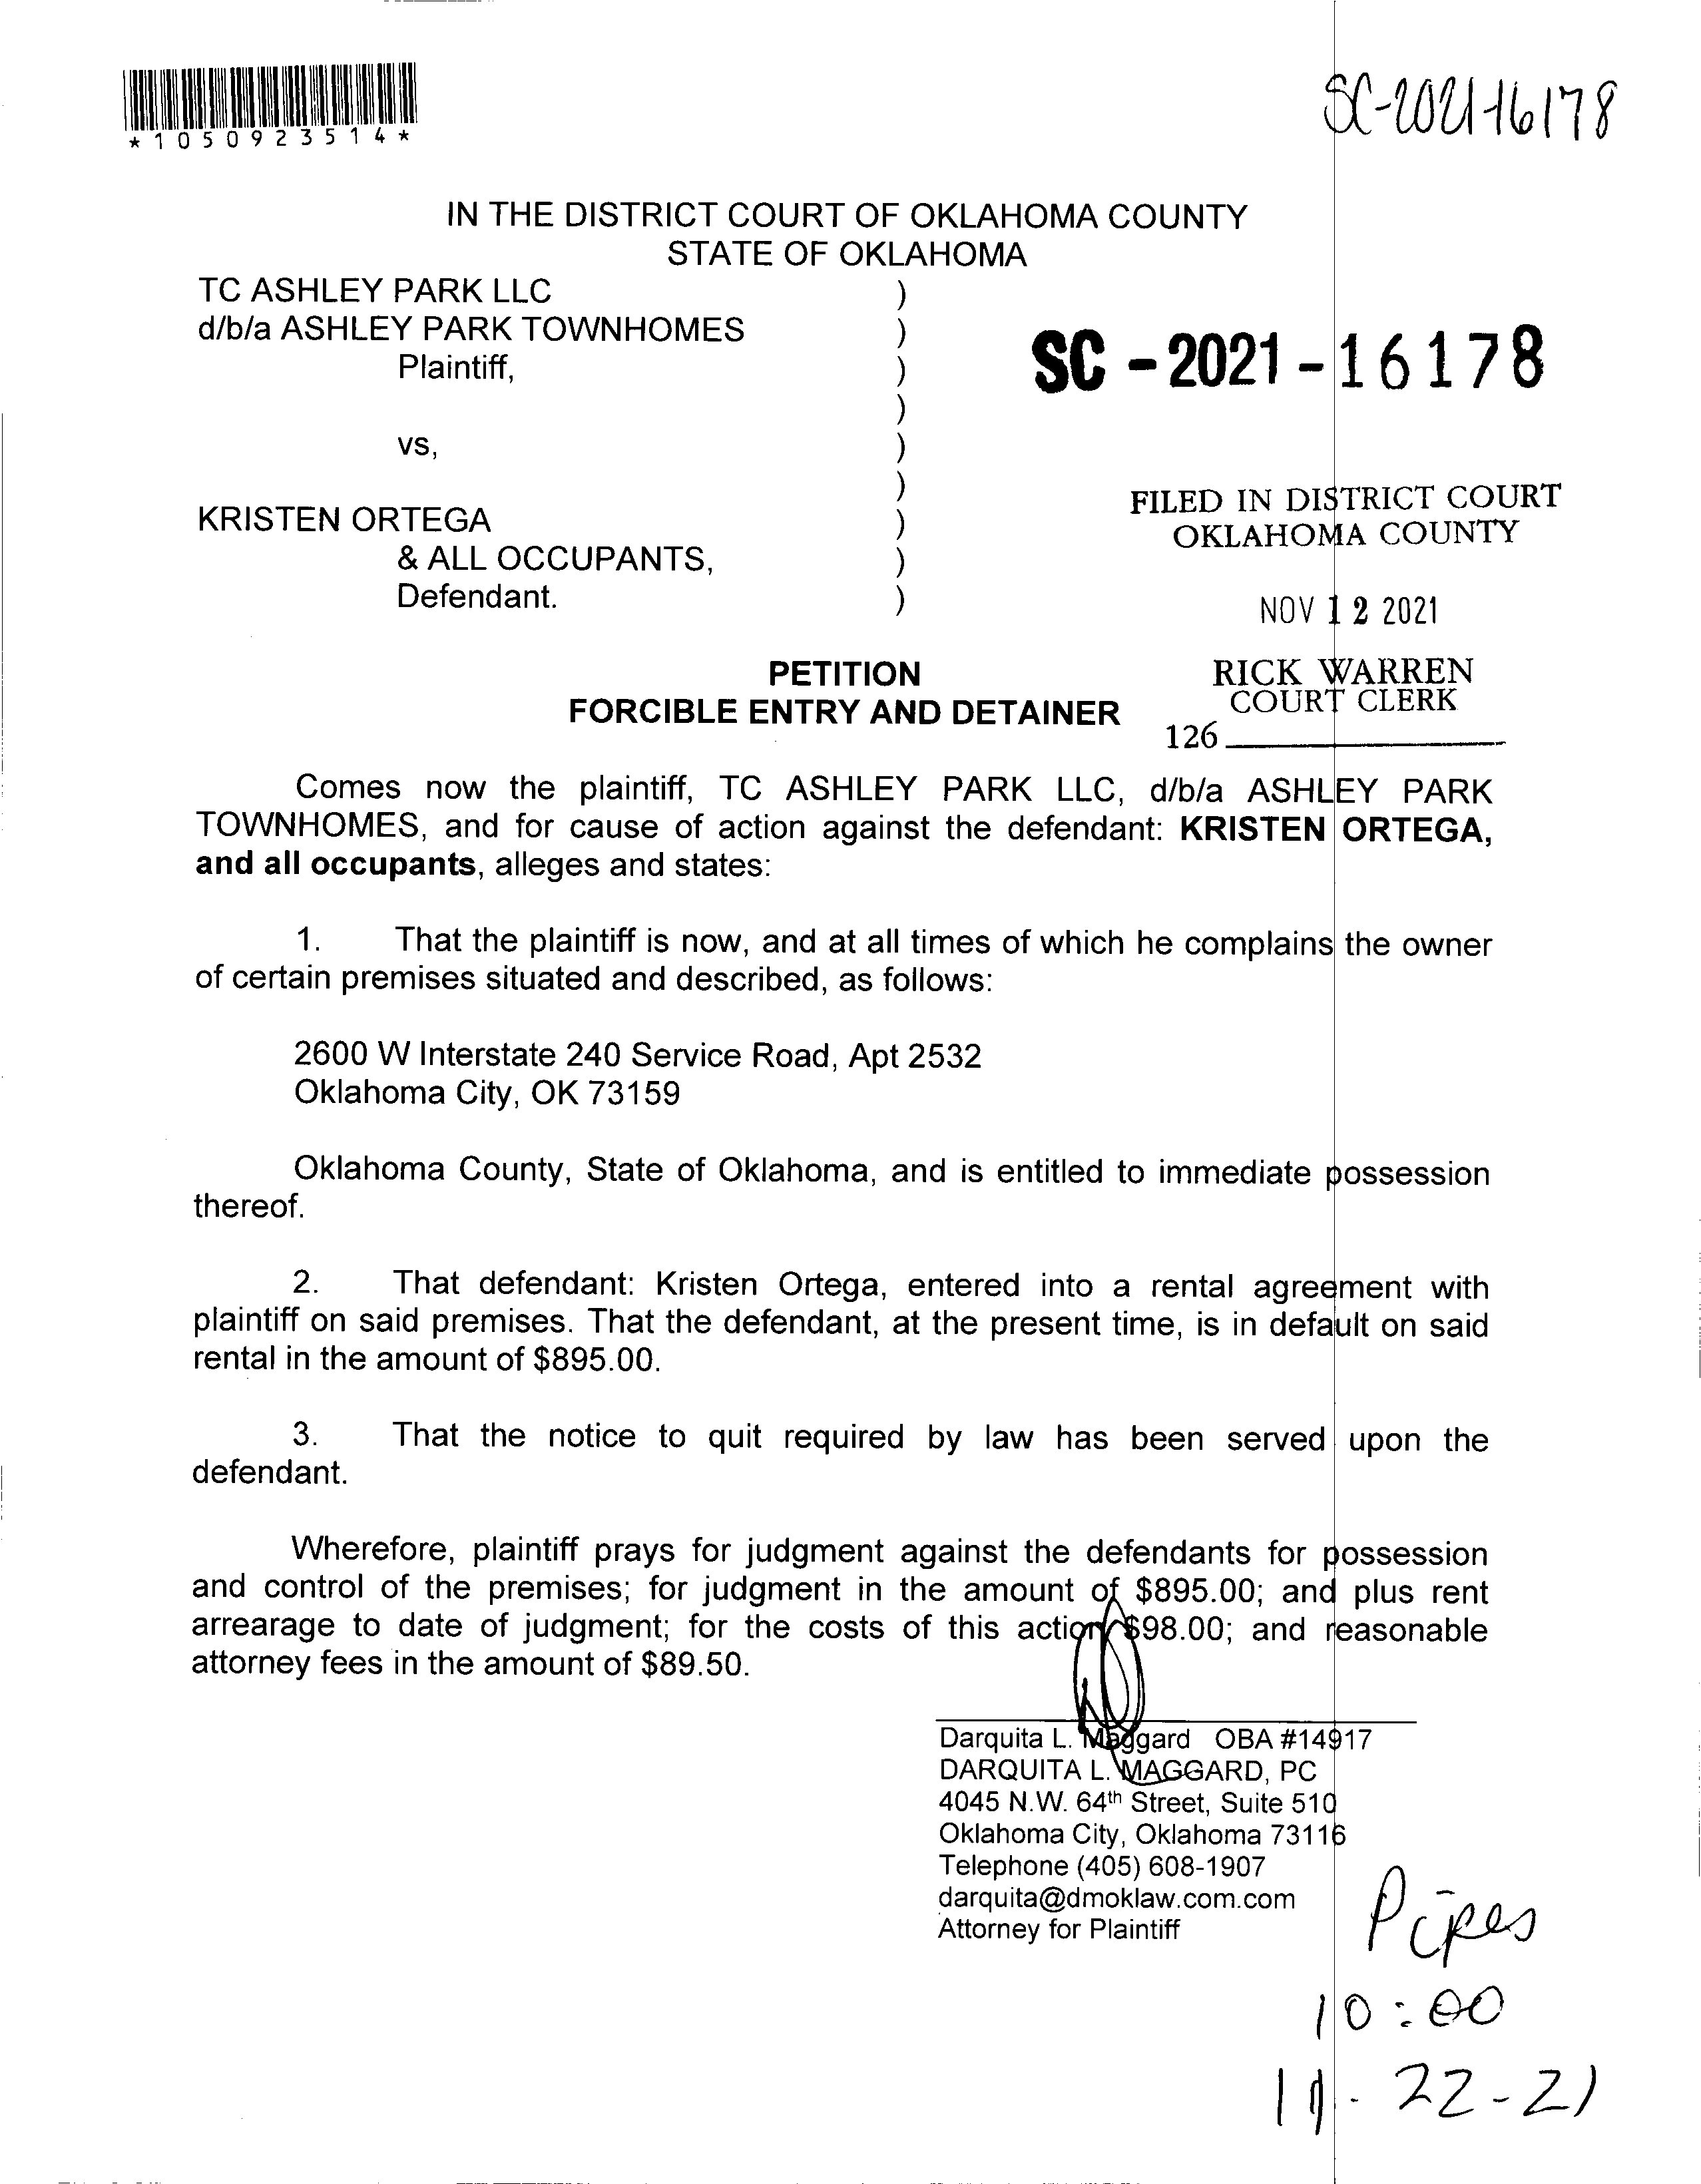 SC-2021-16178
*1050923514*
IN THE DISTRICT COURT OF OKLAHOMA COUNTY
STATE OF OKLAHOMA
TC ASHLEY PARK LLC )
d/b/a ASHLEY PARK TOWNHOMES )
Plaintiff, )
)
SC - 2021 - 16178
vs, )
)
KRISTEN ORTEGA )
& ALL OCCUPANTS, )
Defendant. )
FILED IN DISTRICT COURT
OKLAHOMA COUNTY
NOV 12 2021
RICK WARREN
COURT CLERK
126
PETITION
FORCIBLE ENTRY AND DETAINER
Comes now the plaintiff, TC ASHLEY PARK LLC, d/b/a ASHLEY PARK
TOWNHOMES, and for cause of action against the defendant: KRISTEN ORTEGA,
and all occupants, alleges and states:
1. That the plaintiff is now, and at all times of which he complains the owner
of certain premises situated and described, as follows:
2600 W Interstate 240 Service Road, Apt 2532
Oklahoma City, OK 73159
Oklahoma County, State of Oklahoma, and is entitled to immediate possession
thereof.
2. That defendant: Kristen Ortega, entered into a rental agreement with
plaintiff on said premises. That the defendant, at the present time, is in default on said
rental in the amount of $895.00.
3. That the notice to quit required by law has been served upon the
defendant.
Wherefore, plaintiff prays for judgment against the defendants for possession
and control of the premises; for judgment in the amount of $895.00; and plus rent
arrearage to date of judgment; for the costs of this action $98.00; and reasonable
attorney fees in the amount of $89.50.
Darquita L. Maggard OBA #14917
DARQUITA L. MAGGARD, PC
4045 N.W. 64th Street, Suite 510
Oklahoma City, Oklahoma 73116
Telephone (405) 608-1907
darquita@dmoklaw.com.com
Attorney for Plaintiff
Pipes
10:00
11-22-21